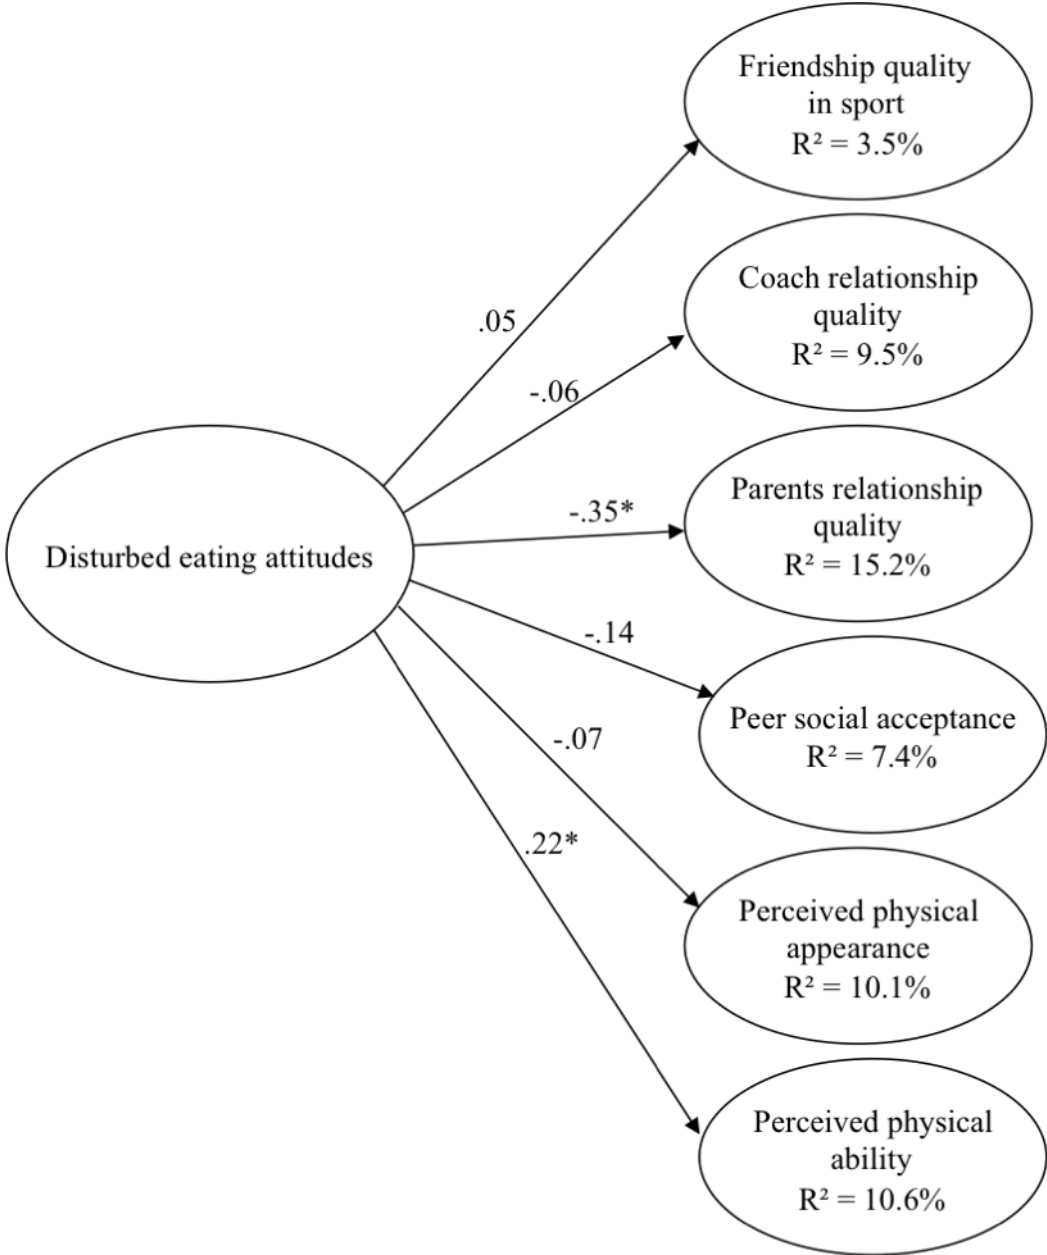 Friendship quality
in sport
R² = 3.5%
Coach relationship
quality
R² = 9.5%
.05
-.06
Parents relationship
quality
R² = 15.2%
-.35*
Disturbed eating attitudes
-.14
Peer social acceptance
R² = 7.4%
-.07
.22*
Perceived physical
appearance
R² = 10.1%
Perceived physical
ability
R² = 10.6%